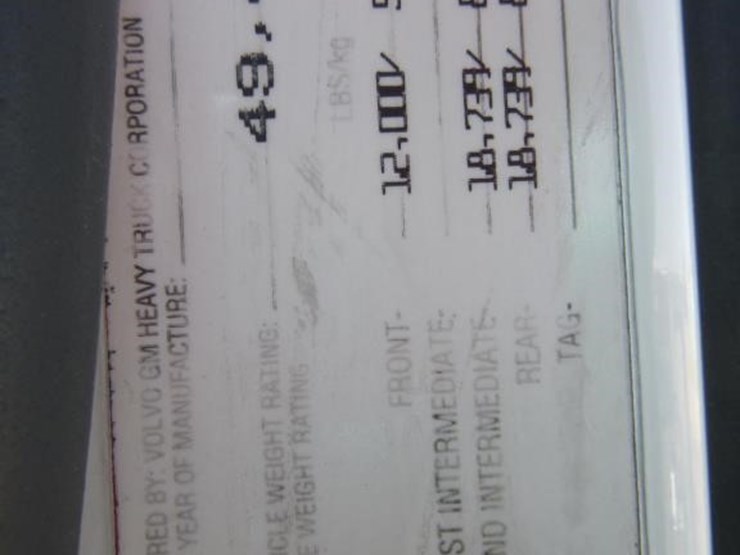 RED BY: VOLVO GM HEAVY TRUCK CORPORATION
YEAR OF MANUFACTURE:
ICLE WEIGHT RATING: 49,
E WEIGHT RATING LBS/kg
FRONT- 12,000/
ST INTERMEDIATE-
ND INTERMEDIATE- 18,739/
REAR- 18,739/
TAG-